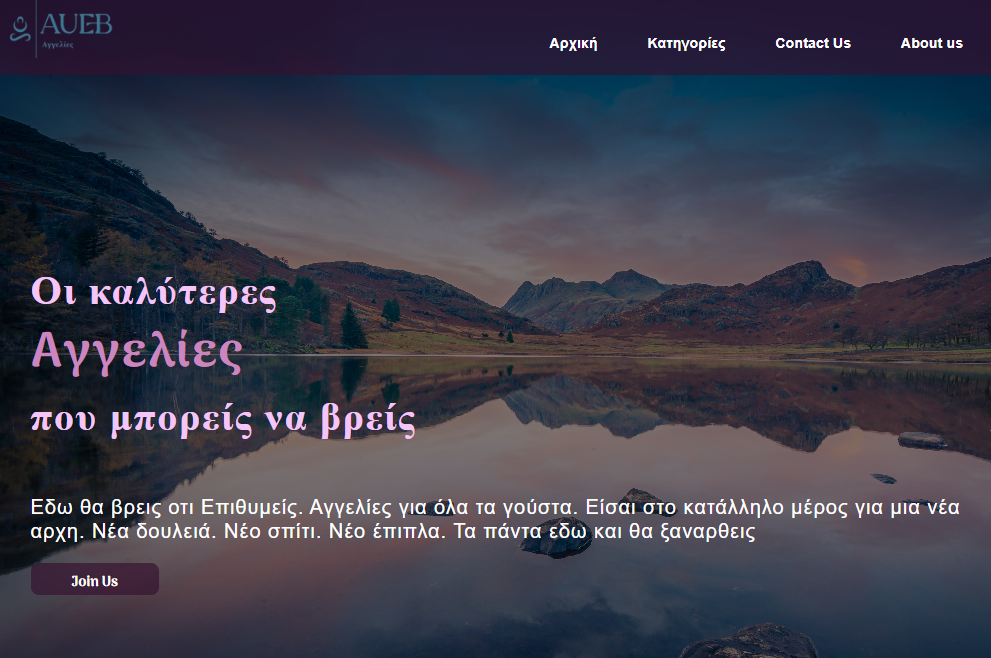 AUEB
Αγγελίες
Αρχική Κατηγορίες Contact Us About us
Οι καλύτερες
Αγγελίες
που μπορείς να βρείς
Εδω θα βρεις οτι Επιθυμείς. Αγγελίες για όλα τα γούστα. Είσαι στο κατάλληλο μέρος για μια νέα
αρχη. Νέα δουλειά. Νέο σπίτι. Νέο έπιπλα. Τα πάντα εδω και θα ξαναρθεις
Join Us